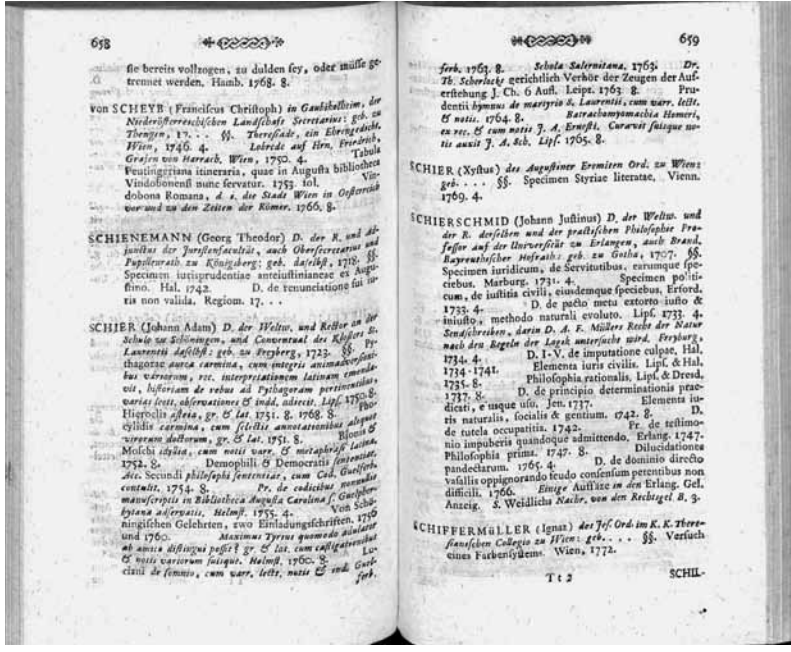 658
sie bereits vollzogen, zu dulden sey, oder müsse ge-
trennet werden. Hamb. 1768. 8.
von SCHEYB (Franciscus Christoph) in Gaubikolheim, der
Niederösterreichischen Landschaft Secretarius: geb. zu
Thengen, 17... §§. Theresiade, ein Ehrengedicht.
Wien, 1746. 4. Lobrede auf Hrn. Friedrich,
Grafen von Harrach. Wien, 1750. 4. Tabula
Peutingeriana itineraria, quae in Augusta bibliotheca
Vindobonensi nunc servatur. 1753. fol. Vin-
dobona Romana, d. i. die Stadt Wien in Oesterreich
vor und zu den Zeiten der Römer. 1766. 8.
SCHIENEMANN (Georg Theodor) D. der R. und Ad-
junctus der Juristenfacultät, auch Obersecretarius und
Pupillenrath zu Königsberg; geb. daselbst, 1718. §§.
Specimen iurisprudentiae anteiustinianeae ex Augu-
stino. Hal. 1742. D. de renunciatione sui iu-
ris non valida. Regiom. 17...
SCHIER (Johann Adam) D. der Weltw. und Rector an der
Schule zu Schöningen, und Conventual des Klosters St.
Laurentii daselbst: geb. zu Freyberg, 1723. §§. Py-
thagorae aurea carmina, cum integris animadversioni-
bus variorum, rec. interpretationem latinam emenda-
vit, historiam de rebus ad Pythagoram pertinentibus,
varias lectt. observationes & indd. adiecit. Lips. 1750. 8.
Hieroclis asteia, gr. & lat. 1751. 8. 1768. 8. Pho-
cylidis carmina, cum selectis annotationibus aliquot
virorum doctorum, gr. & lat. 1751. 8. Bionis &
Moschi idyllia, cum notis varr. & metaphrasi latina,
1752. 8. Demophili & Democratis sententiae,
Acc. Secundi philosophi sententiae, cum Cod. Guelferb.
contulit. 1754. 8. Pr. de codicibus nonnullis
manuscriptis in Bibliotheca Augusta Carolina s. Guelpher-
bytana adservatis. Helmst. 1755. 4. Von Schö-
ningischen Gelehrten, zwo Einladungsschriften. 1756
und 1760. Maximus Tyrius quomodo adulator
ab amico distingui possit? gr. & lat. cum castigationibus
& notis variorum suisque. Helmst. 1760. 8. Lu-
ciani de somnio, cum varr. lectt. notis & ind. Guel-
ferb.
659
ferb. 1763. 8. Schola Salernitana. 1763. Dr.
Th. Scherlocks gerichtlich Verhör der Zeugen der Auf-
erstehung J. Ch. 6 Aufl. Leipz. 1763. 8. Pru-
dentii hymnus de martyrio S. Laurentii, cum varr. lectt.
& notis. 1764. 8. Batrachomyomachia Homeri,
ex rec. & cum notis J. A. Ernesti. Curavit suisque no-
tis auxit J. A. Sch. Lips. 1765. 8.
SCHIER (Xystus) des Augustiner Eremiten Ord. zu Wien:
geb.... §§. Specimen Styriae literatae. Vienn.
1769. 4.
SCHIERSCHMID (Johann Justinus) D. der Weltw. und
der R. derselben und der practischen Philosophie Pro-
fessor auf der Universität zu Erlangen, auch Brand.
Bayreuthscher Hofrath: geb. zu Gotha, 1707. §§.
Specimen iuridicum, de Servitutibus, earumque spe-
ciebus. Marburg. 1731. 4. Specimen politi-
cum, de iustitia civili, eiusdemque speciebus. Erford.
1733. 4. D. de pacto metu extorto iusto &
iniusto, methodo naturali evoluto. Lips. 1733. 4.
Sendschreiben, darin D. A. F. Müllers Recht der Natur
nach den Regeln der Logik untersucht wird. Freyburg,
1734. 4. D. I-V. de imputatione culpae. Hal.
1734-1741. Elementa iuris civilis. Lips. & Hal.
1735. 8. Philosophia rationalis. Lips. & Dresd.
1737. 8. D. de principio determinationis prae-
dicati, eiusque usu. Jen. 1737. Elementa iu-
ris naturalis, socialis & gentium. 1742. 8. D.
de tutela occupatitia. 1742. Pr. de testimo-
nio impuberis quandoque admittendo. Erlang. 1747.
Philosophia prima. 1747. 8. Dilucidationes
pandectarum. 1765. 4. D. de dominio directo
vasallis oppignorando feudo consensum petentibus non
difficili. 1766. Einige Aufsäze in den Erlang. Gel.
Anzeig. S. Weidlichs Nachr. von den Rechtsgel B. 3.
SCHIFFERMüLLER (Ignaz) des Jes. Ord. im K. K. There-
sianischen Collegio zu Wien: geb.... §§. Versuch
eines Farbensystems. Wien, 1772.
Tt 2 SCHIL-